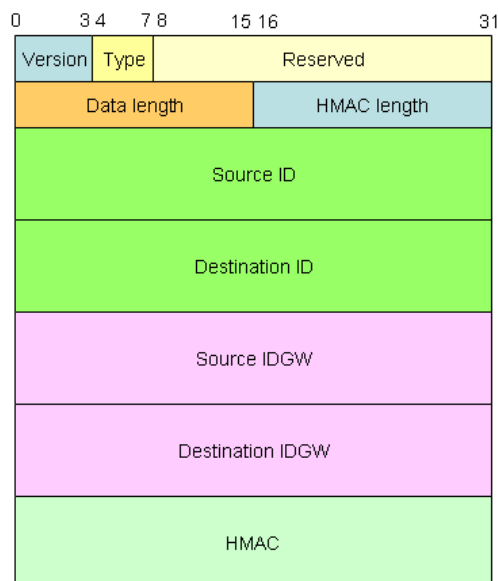 0 3 4 7 8 15 16 31
Version Type Reserved
Data length HMAC length
Source ID
Destination ID
Source IDGW
Destination IDGW
HMAC